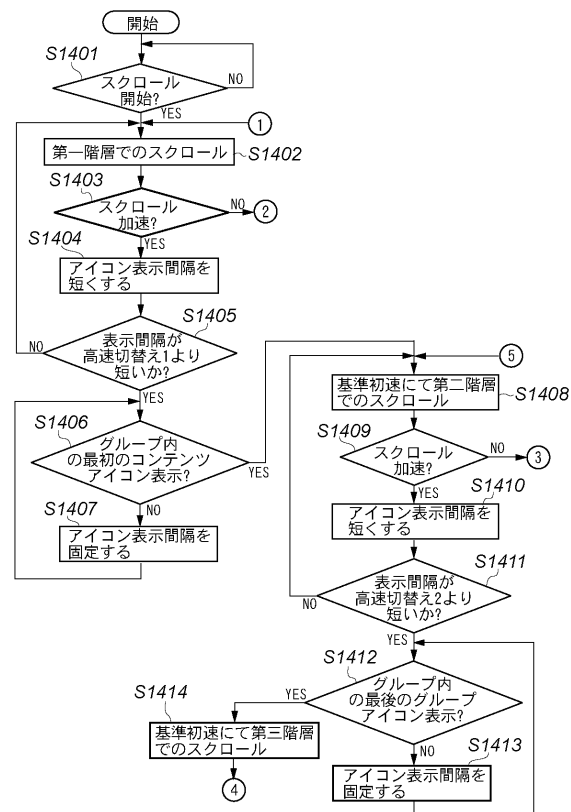 開始
S1401
スクロール
開始?
NO
YES
1
第一階層でのスクロール
S1402
S1403
スクロール
加速?
NO
2
YES
S1404
アイコン表示間隔を
短くする
S1405
表示間隔が
高速切替え1より
短いか?
NO
YES
S1406
グループ内
の最初のコンテンツ
アイコン表示?
YES
NO
S1407
アイコン表示間隔を
固定する
5
基準初速にて第二階層
でのスクロール
S1408
S1409
スクロール
加速?
NO
3
YES
S1410
アイコン表示間隔を
短くする
S1411
表示間隔が
高速切替え2より
短いか?
NO
YES
S1412
グループ内
の最後のグループ
アイコン表示?
YES
NO
S1414
基準初速にて第三階層
でのスクロール
4
S1413
アイコン表示間隔を
固定する